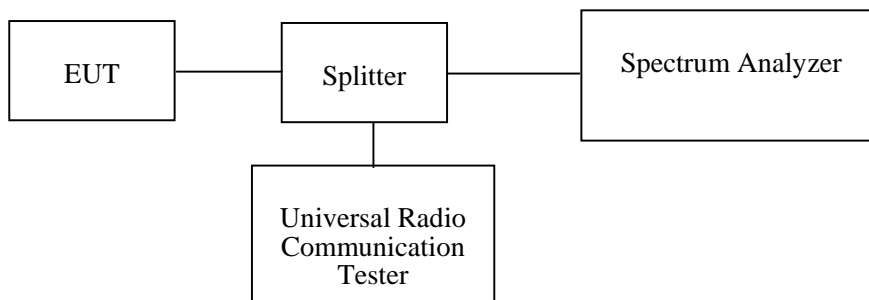 EUT
Splitter
Spectrum Analyzer
Universal Radio
Communication
Tester